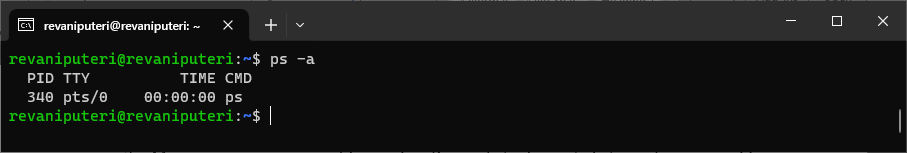 revaniputeri@revaniputeri: ~
revaniputeri@revaniputeri:~$ ps -a
  PID TTY          TIME CMD
  340 pts/0    00:00:00 ps
revaniputeri@revaniputeri:~$